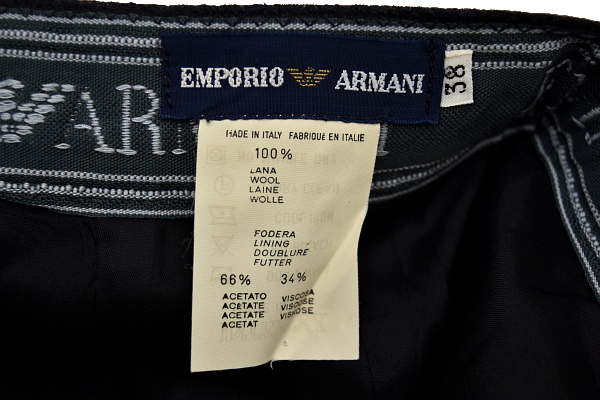 EMPORIO ARMANI
38
AR
MADE IN ITALY FABRIQUE EN ITALIE
100%
LANA
WOOL
LAINE
WOLLE
FODERA
LINING
DOUBLURE
FUTTER
66% 34%
ACETATO VISCOSA
ACETATE VISCOSE
ACETATE VISKOSE
ACETAT